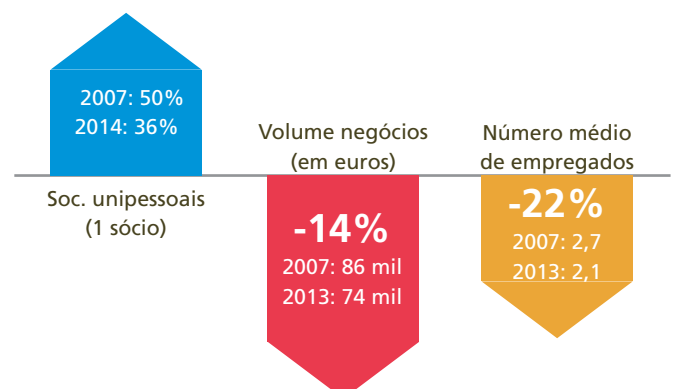 2007: 50%
2014: 36%
Soc. unipessoais
(1 sócio)
Volume negócios
(em euros)
-14%
2007: 86 mil
2013: 74 mil
Número médio
de empregados
-22%
2007: 2,7
2013: 2,1